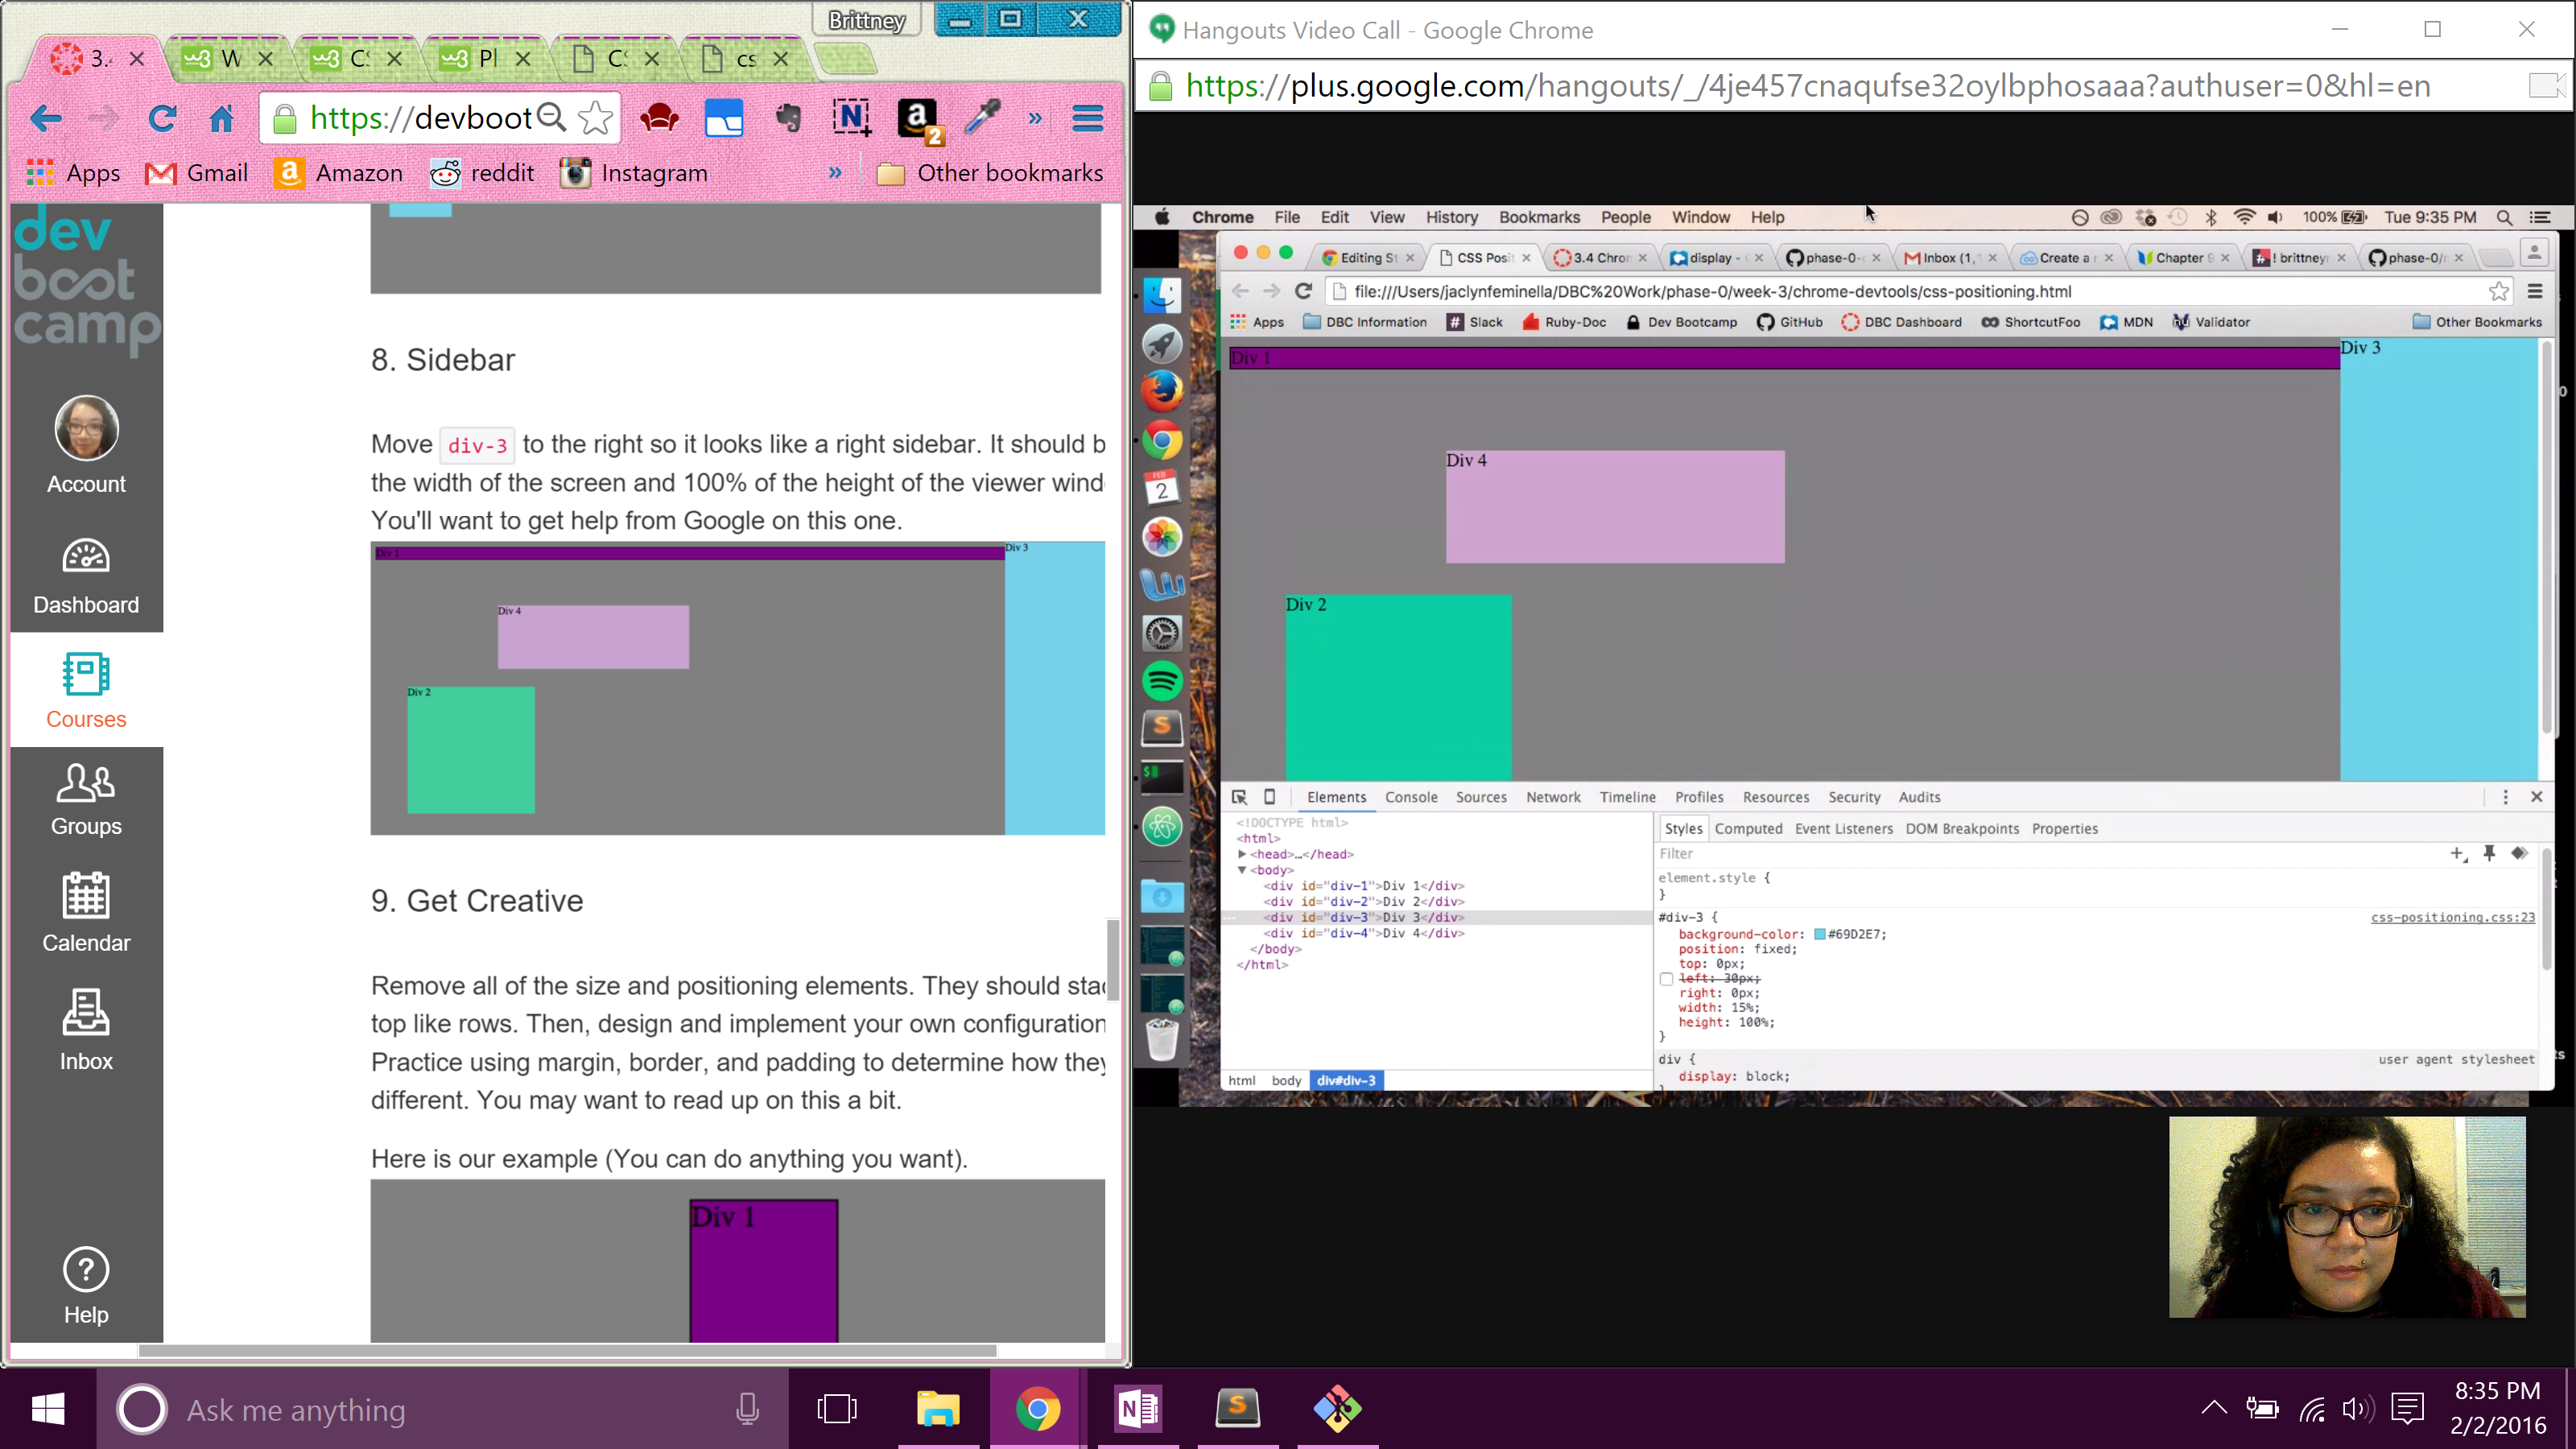 Brittney
3.
W
C
Pl
C
cs
https://devboot
2
Apps
Gmail
Amazon
reddit
Instagram
»
Other bookmarks
dev
boot
camp
Account
Dashboard
Courses
Groups
Calendar
Inbox
Help
8. Sidebar
Move div-3 to the right so it looks like a right sidebar. It should b
the width of the screen and 100% of the height of the viewer wind
You'll want to get help from Google on this one.
Div 1
Div 3
Div 4
Div 2
9. Get Creative
Remove all of the size and positioning elements. They should stac
top like rows. Then, design and implement your own configuration
Practice using margin, border, and padding to determine how they
different. You may want to read up on this a bit.
Here is our example (You can do anything you want).
Div 1
Hangouts Video Call - Google Chrome
https://plus.google.com/hangouts/_/4je457cnaqufse32oylbphosaaa?authuser=0&hl=en
Chrome File Edit View History Bookmarks People Window Help
100% Tue 9:35 PM
Editing St
CSS Posit
3.4 Chron
display -
phase-0-
Inbox (1,
Create a
Chapter 9
! brittney
phase-0/
file:///Users/jaclynfeminella/DBC%20Work/phase-0/week-3/chrome-devtools/css-positioning.html
Apps DBC Information Slack Ruby-Doc Dev Bootcamp GitHub DBC Dashboard ShortcutFoo MDN Validator Other Bookmarks
FEB
2
Div 1
Div 3
Div 4
Div 2
Elements Console Sources Network Timeline Profiles Resources Security Audits
<!DOCTYPE html>
<html>
<head>…</head>
<body>
<div id="div-1">Div 1</div>
<div id="div-2">Div 2</div>
<div id="div-3">Div 3</div>
<div id="div-4">Div 4</div>
</body>
</html>
html body div#div-3
Styles Computed Event Listeners DOM Breakpoints Properties
Filter
element.style {
}
#div-3 { css-positioning.css:23
background-color: #69D2E7;
position: fixed;
top: 0px;
left: 30px;
right: 0px;
width: 15%;
height: 100%;
}
div { user agent stylesheet
display: block;
Ask me anything
8:35 PM
2/2/2016